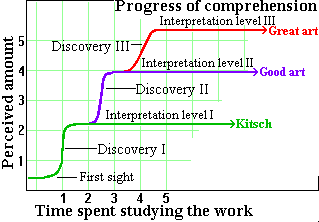 Progress of comprehension
Interpretation level III
Great art
Discovery III
Interpretation level II
Good art
Discovery II
Interpretation level I
Kitsch
Discovery I
First sight
Perceived amount
5
4
3
2
1
1 2 3 4 5
Time spent studying the work